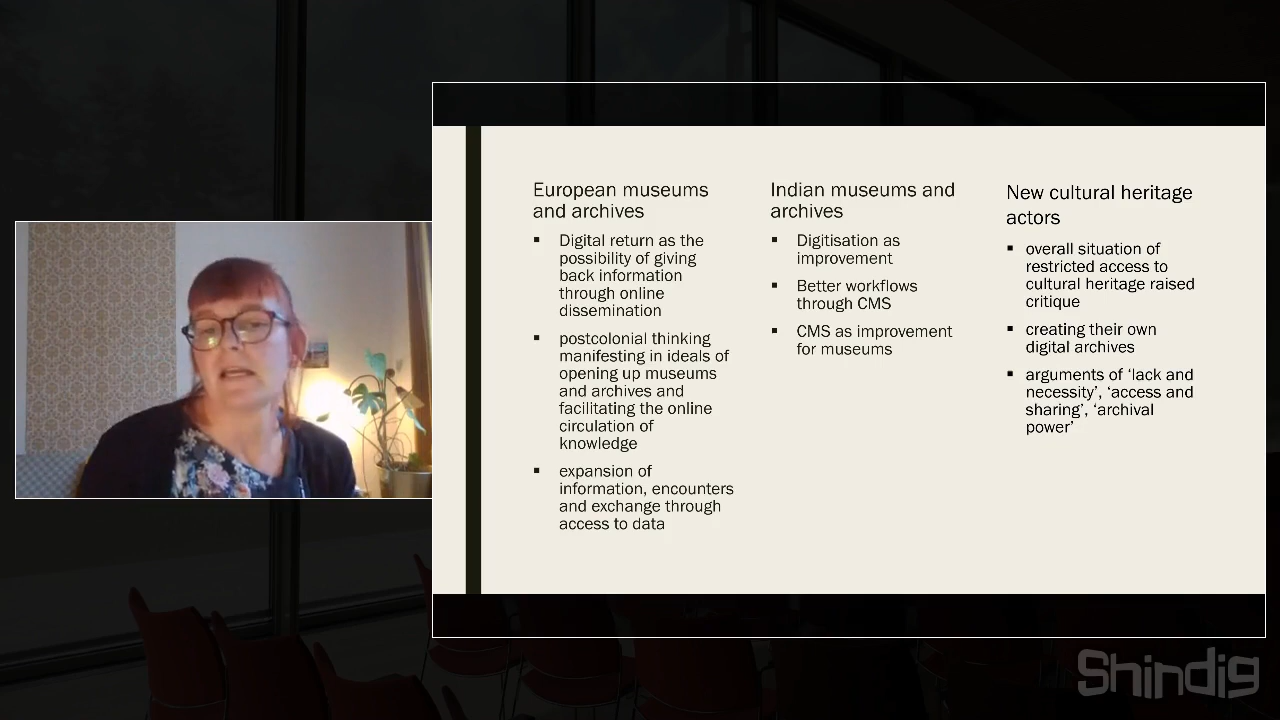 European museums
and archives
▪ Digital return as the
possibility of giving
back information
through online
dissemination
▪ postcolonial thinking
manifesting in ideals of
opening up museums
and archives and
facilitating the online
circulation of
knowledge
▪ expansion of
information, encounters
and exchange through
access to data
Indian museums and
archives
▪ Digitisation as
improvement
▪ Better workflows
through CMS
▪ CMS as improvement
for museums
New cultural heritage
actors
▪ overall situation of
restricted access to
cultural heritage raised
critique
▪ creating their own
digital archives
▪ arguments of ‘lack and
necessity’, ‘access and
sharing’, ‘archival
power’
Shindig